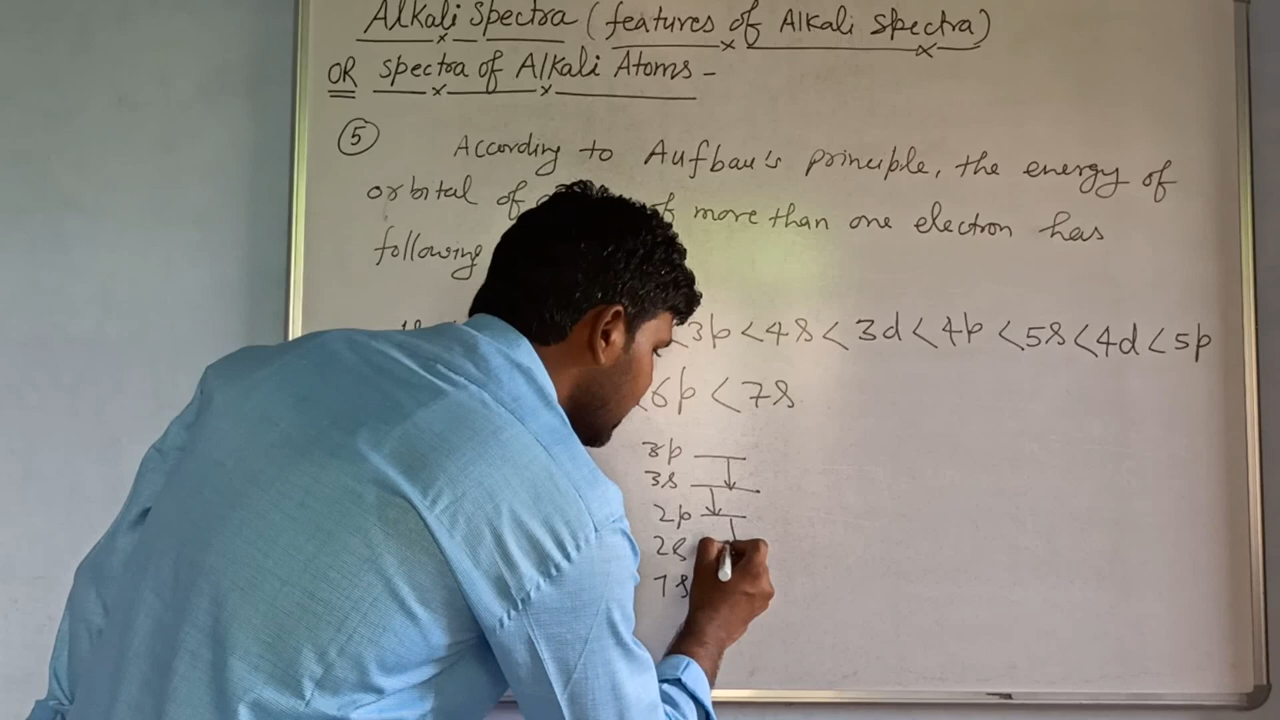 Alkali Spectra (features of Alkali Spectra)
OR Spectra of Alkali Atoms -
5 According to Aufbau's principle, the energy of
orbital of of more than one electron has
following
<3p<4s<3d<4p<5s<4d<5p
<6p<7s
3p
3s
2p
2s
1s